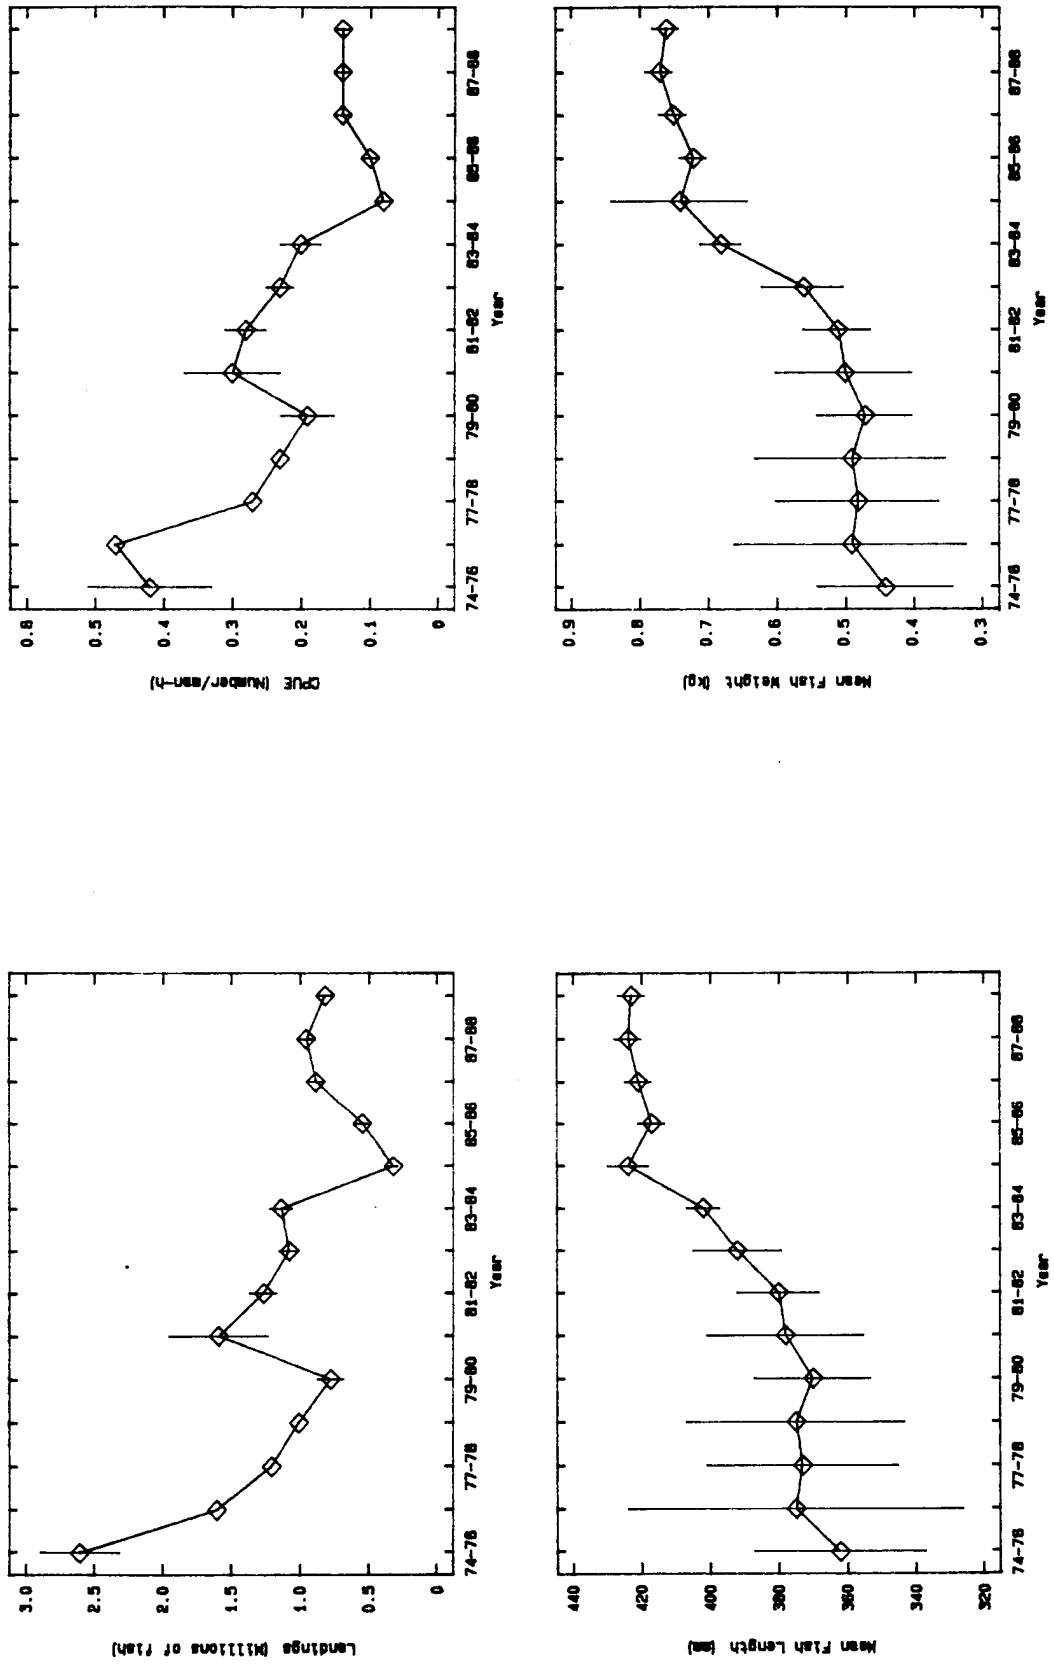 Landings (Millions of fish)
3.0
2.5
2.0
1.5
1.0
0.5
0
74-76 77-78 79-80 81-82 83-84 85-86 87-88
Year
CPUE (Number/man-h)
0.6
0.5
0.4
0.3
0.2
0.1
0
74-76 77-78 79-80 81-82 83-84 85-86 87-88
Year
Mean Fish Length (mm)
440
420
400
380
360
340
320
74-76 77-78 79-80 81-82 83-84 85-86 87-88
Year
Mean Fish Weight (kg)
0.9
0.8
0.7
0.6
0.5
0.4
0.3
74-76 77-78 79-80 81-82 83-84 85-86 87-88
Year